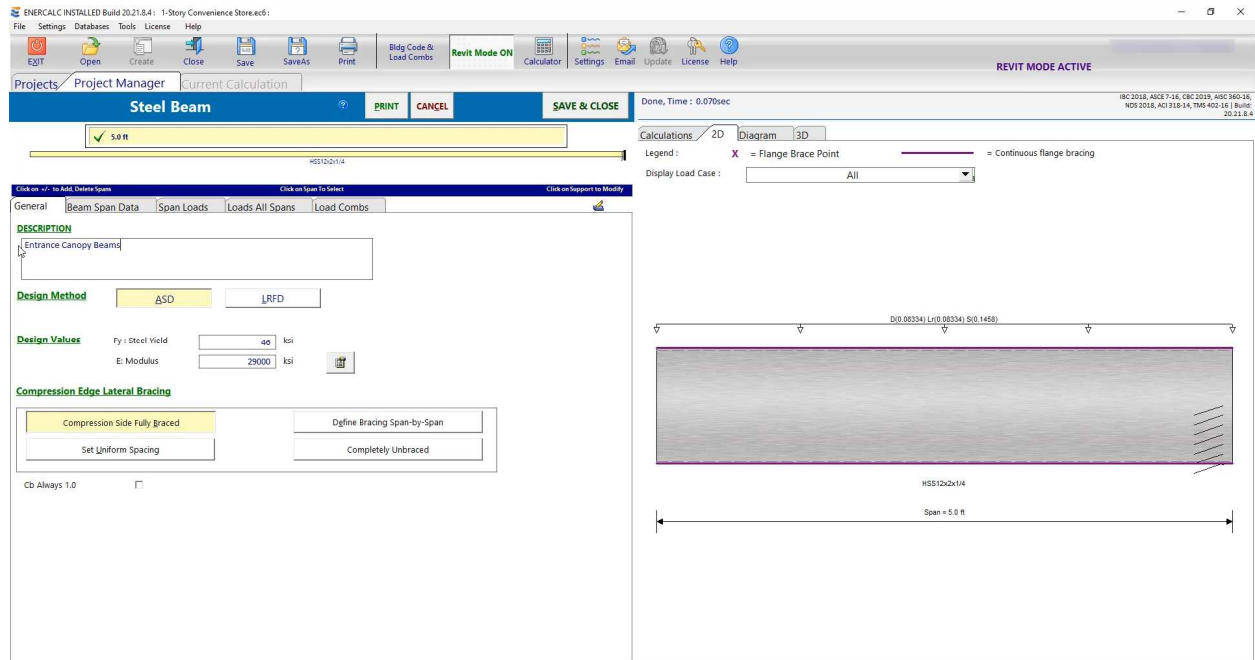 ENERCALC INSTALLED Build 20.21.8.4 : 1-Story Convenience Store.ec6 :
File Settings Databases Tools License Help
EXIT Open Create Close Save SaveAs Print Bldg Code & Load Combs Revit Mode ON Calculator Settings Email Update License Help
REVIT MODE ACTIVE
Projects Project Manager Current Calculation
Steel Beam ? PRINT CANCEL SAVE & CLOSE
Done, Time : 0.070sec
IBC 2018, ASCE 7-16, CBC 2019, AISC 360-16,
NDS 2018, ACI 318-14, TMS 402-16 | Build:
20.21.8.4
5.0 ft
HSS12x2x1/4
Click on +/- to Add, Delete Spans Click on Span To Select Click on Support to Modify
General Beam Span Data Span Loads Loads All Spans Load Combs
DESCRIPTION
Entrance Canopy Beams
Design Method ASD LRFD
Design Values Fy : Steel Yield 46 ksi
E: Modulus 29000 ksi
Compression Edge Lateral Bracing
Compression Side Fully Braced Define Bracing Span-by-Span
Set Uniform Spacing Completely Unbraced
Cb Always 1.0
Calculations 2D Diagram 3D
Legend : X = Flange Brace Point = Continuous flange bracing
Display Load Case : All
D(0.08334) Lr(0.08334) S(0.1458)
HSS12x2x1/4
Span = 5.0 ft